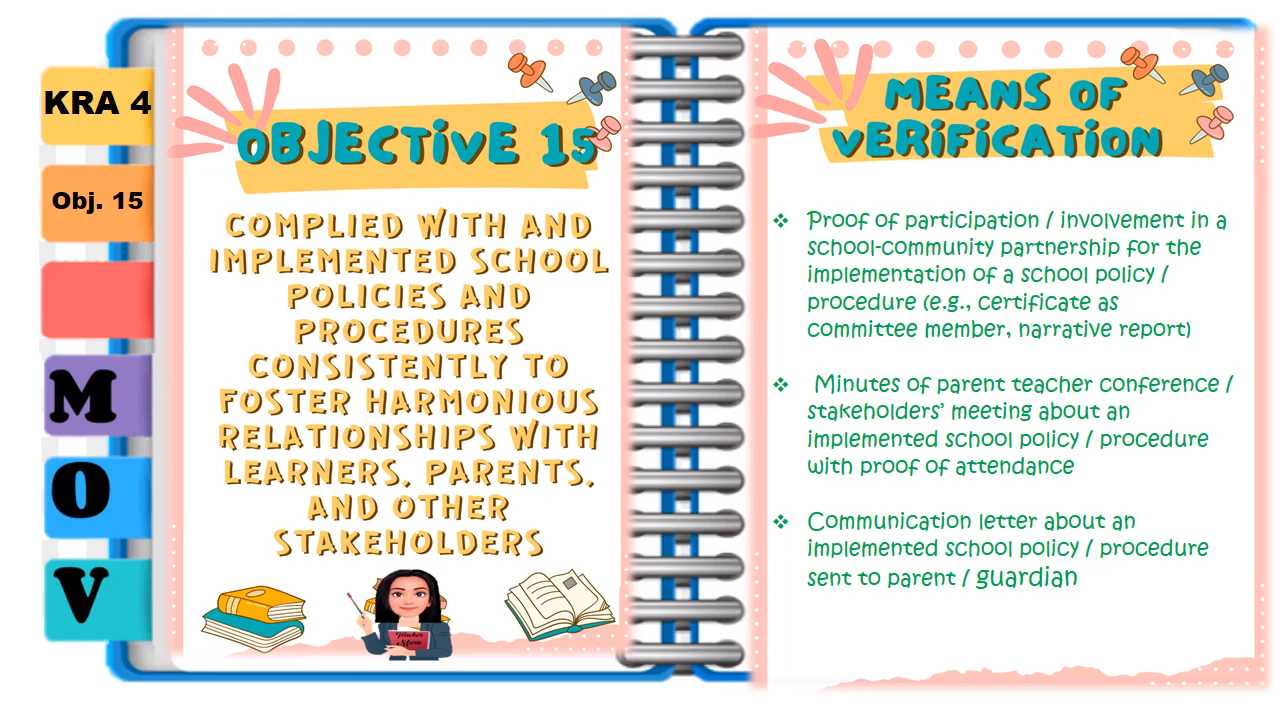 KRA 4
Obj. 15
M
O
V
OBJECTiVE 15
COMPLIED WITH AND
IMPLEMENTED SCHOOL
POLICIES AND
PROCEDURES
CONSISTENTLY TO
FOSTER HARMONIOUS
RELATIONSHIPS WITH
LEARNERS, PARENTS,
AND OTHER
STAKEHOLDERS
Teacher
MEANS OF
VERiFiCATiON
❖ Proof of participation / involvement in a
school-community partnership for the
implementation of a school policy /
procedure (e.g., certificate as
committee member, narrative report)
❖ Minutes of parent teacher conference /
stakeholders’ meeting about an
implemented school policy / procedure
with proof of attendance
❖ Communication letter about an
implemented school policy / procedure
sent to parent / guardian